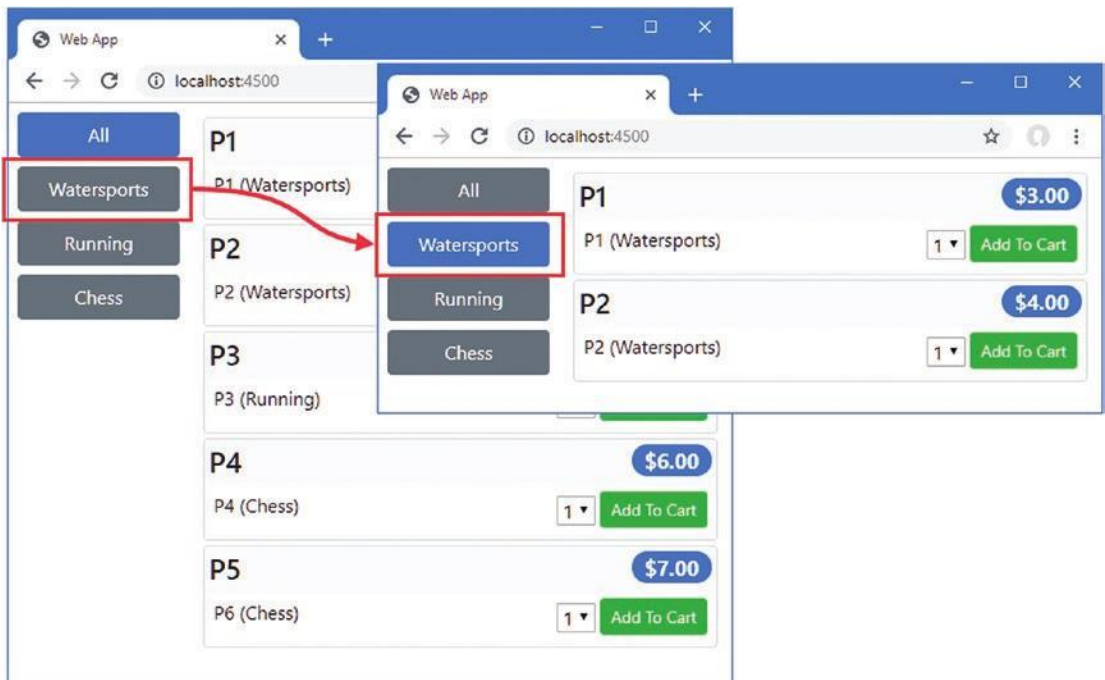 Web App
localhost:4500
All
Watersports
Running
Chess
P1
P1 (Watersports)
P2
P2 (Watersports)
P3
P3 (Running)
P4
$6.00
P4 (Chess)
1
Add To Cart
P5
$7.00
P6 (Chess)
1
Add To Cart
Web App
localhost:4500
All
Watersports
Running
Chess
P1
$3.00
P1 (Watersports)
1
Add To Cart
P2
$4.00
P2 (Watersports)
1
Add To Cart